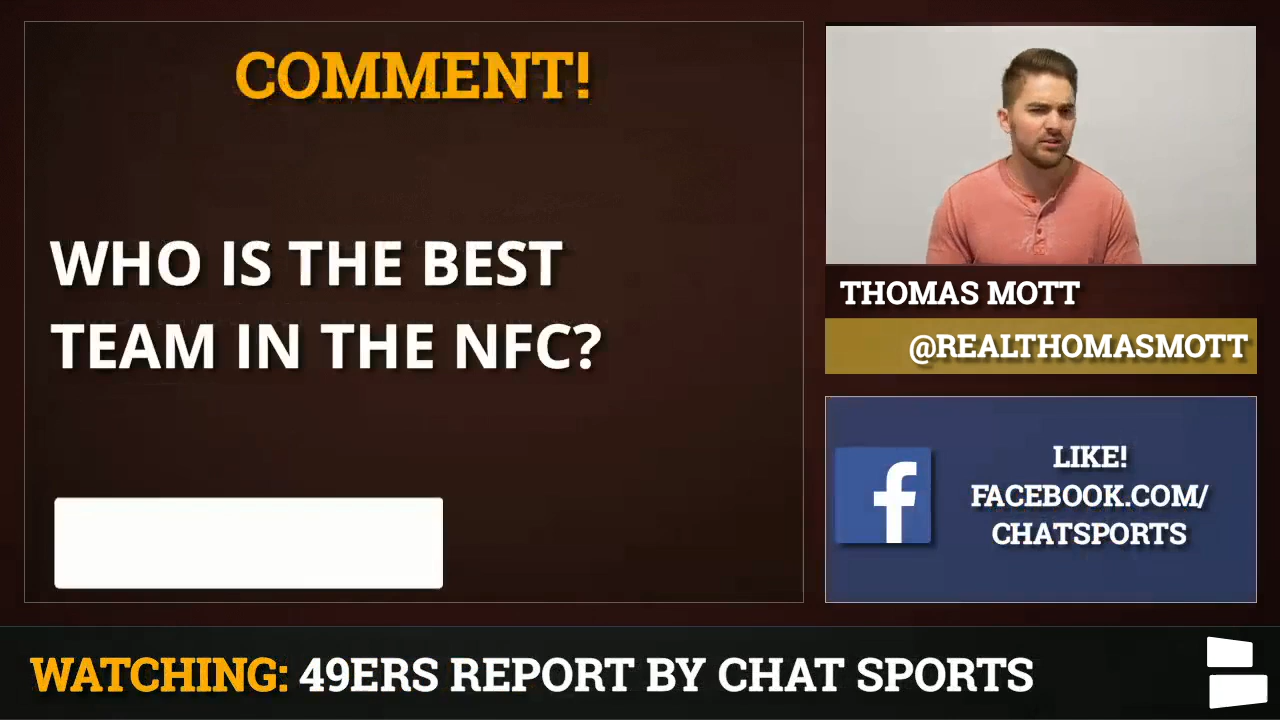 COMMENT!
WHO IS THE BEST
TEAM IN THE NFC?
THOMAS MOTT
@REALTHOMASMOTT
LIKE!
FACEBOOK.COM/
CHATSPORTS
WATCHING: 49ERS REPORT BY CHAT SPORTS